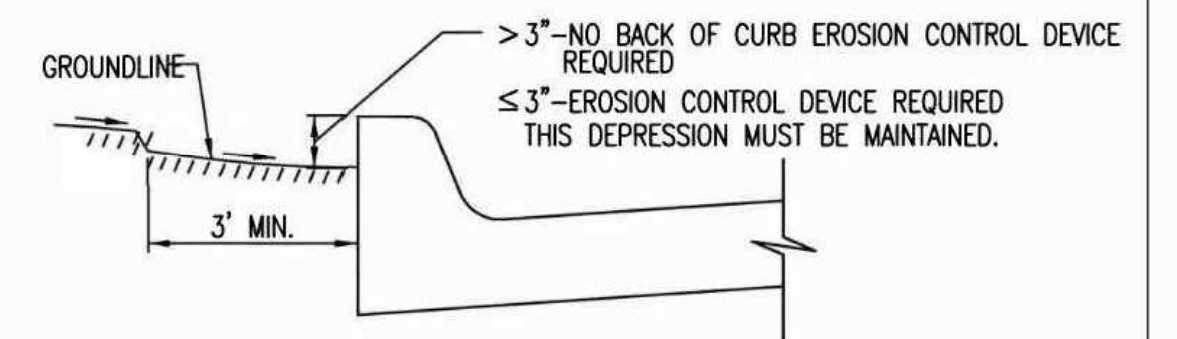 >3"-NO BACK OF CURB EROSION CONTROL DEVICE
REQUIRED
GROUNDLINE
≤3"-EROSION CONTROL DEVICE REQUIRED
THIS DEPRESSION MUST BE MAINTAINED.
3' MIN.